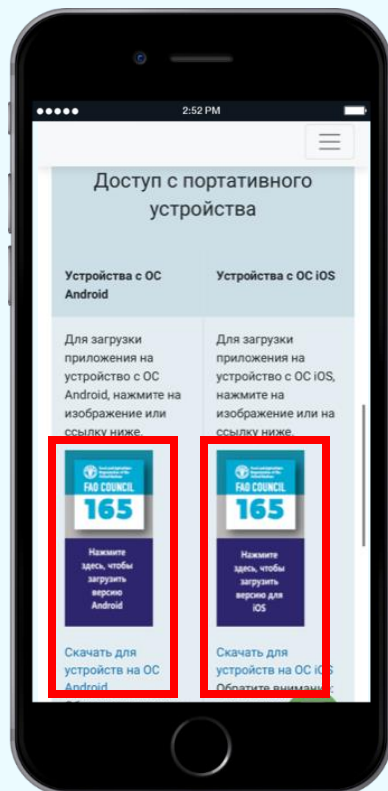 2:52 PM
Доступ с портативного
устройства
Устройства с ОС
Android
Устройства с ОС iOS
Для загрузки
приложения на
устройство с ОС
Android, нажмите на
изображение или
ссылку ниже.
Для загрузки
приложения на
устройство с ОС iOS,
нажмите на
изображение или на
ссылку ниже.
FAO COUNCIL
165
Нажмите
здесь, чтобы
загрузить
версию
Android
FAO COUNCIL
165
Нажмите
здесь, чтобы
загрузить
версию для
iOS
Скачать для
устройств на ОС
Android
Скачать для
устройств на ОС iOS
Обратите внимание: